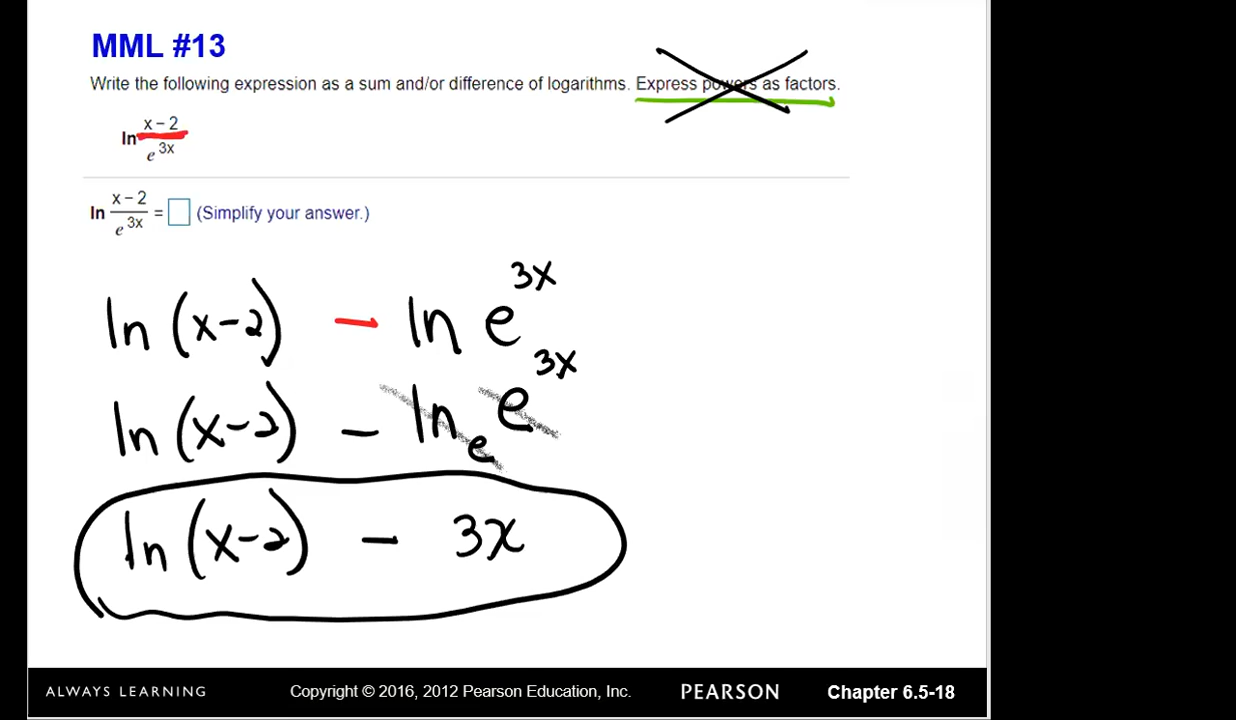 MML #13
Write the following expression as a sum and/or difference of logarithms. Express powers as factors.
ln (x – 2)/(e^3x)
ln (x – 2)/(e^3x) = (Simplify your answer.)
ln (x-2) - ln e^3x
ln (x-2) - ln_e e^3x
ln (x-2) - 3x
ALWAYS LEARNING Copyright © 2016, 2012 Pearson Education, Inc. PEARSON Chapter 6.5-18